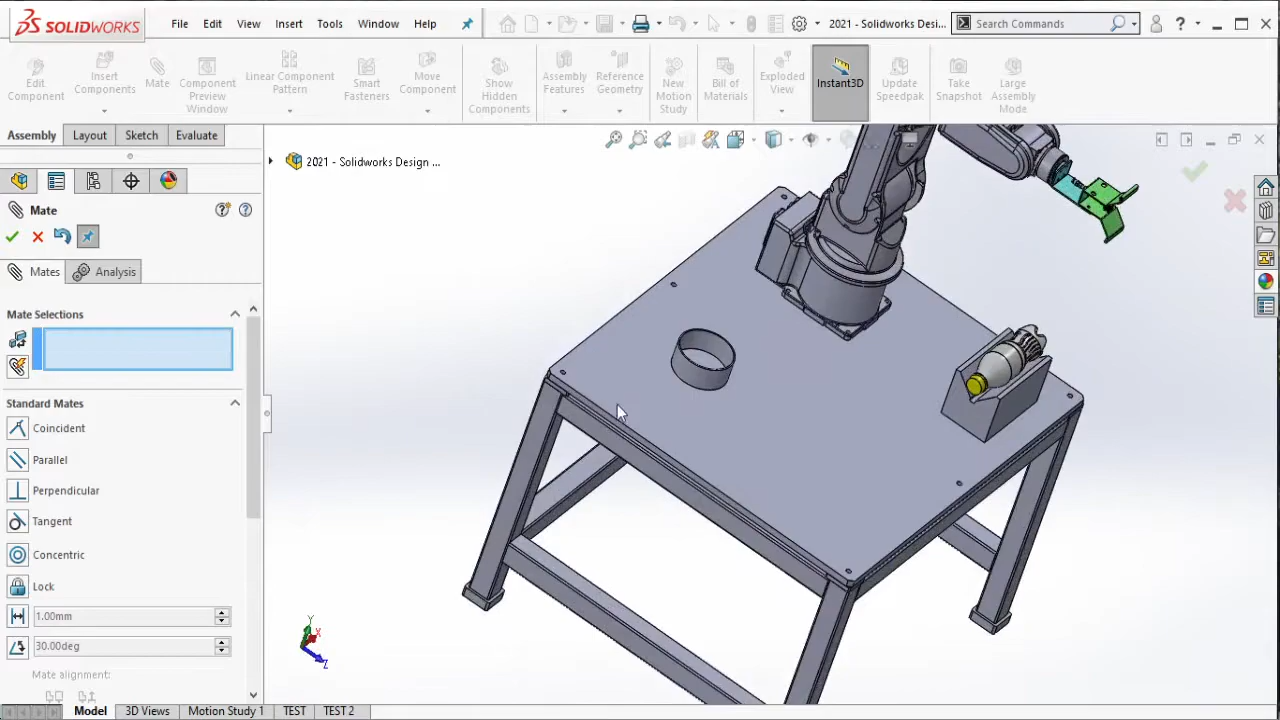 SOLIDWORKS
File Edit View Insert Tools Window Help
2021 - Solidworks Desi... Search Commands ?
Edit Component
Insert Components
Mate
Component Preview Window
Linear Component Pattern
Smart Fasteners
Move Component
Show Hidden Components
Assembly Features
Reference Geometry
New Motion Study
Bill of Materials
Exploded View
Instant3D
Update Speedpak
Take Snapshot
Large Assembly Mode
Assembly Layout Sketch Evaluate
2021 - Solidworks Design ...
Mate
Mates Analysis
Mate Selections
Standard Mates
Coincident
Parallel
Perpendicular
Tangent
Concentric
Lock
1.00mm
30.00deg
Mate alignment:
Y
X
Z
Model 3D Views Motion Study 1 TEST TEST 2